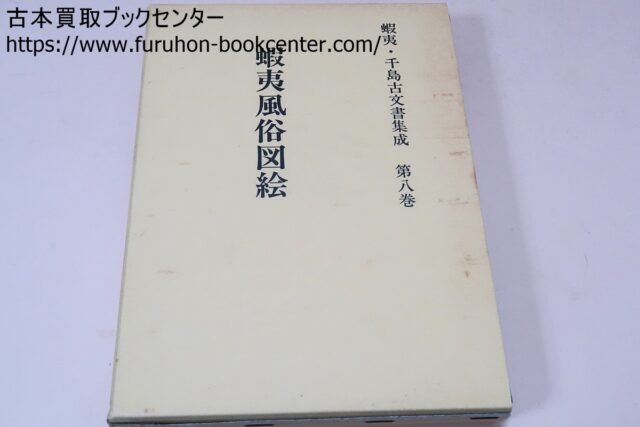 古本買取ブックセンター
https://www.furuhon-bookcenter.com/
蝦夷・千島古文書集成　第八巻
蝦夷風俗図絵